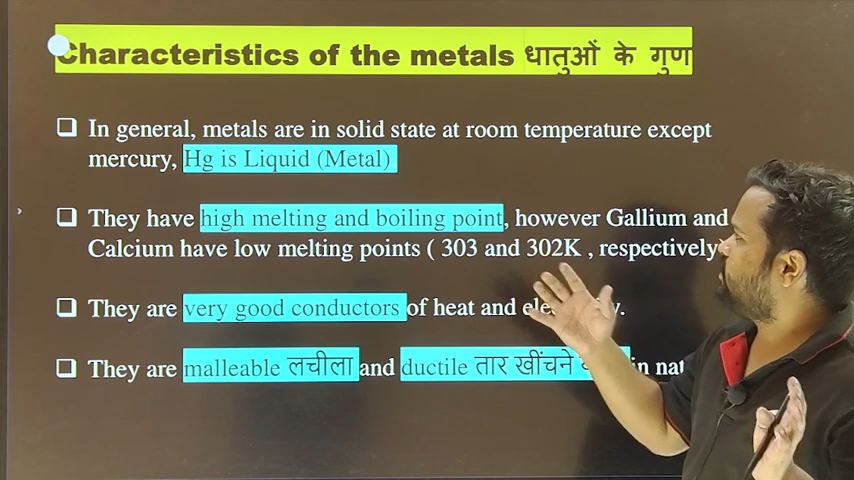 Characteristics of the metals धातुओं के गुण
❑ In general, metals are in solid state at room temperature except
mercury, Hg is Liquid (Metal)
❑ They have high melting and boiling point, however Gallium and
Calcium have low melting points ( 303 and 302K , respectively
❑ They are very good conductors of heat and
❑ They are malleable लचीला and ductile तार खींचने in